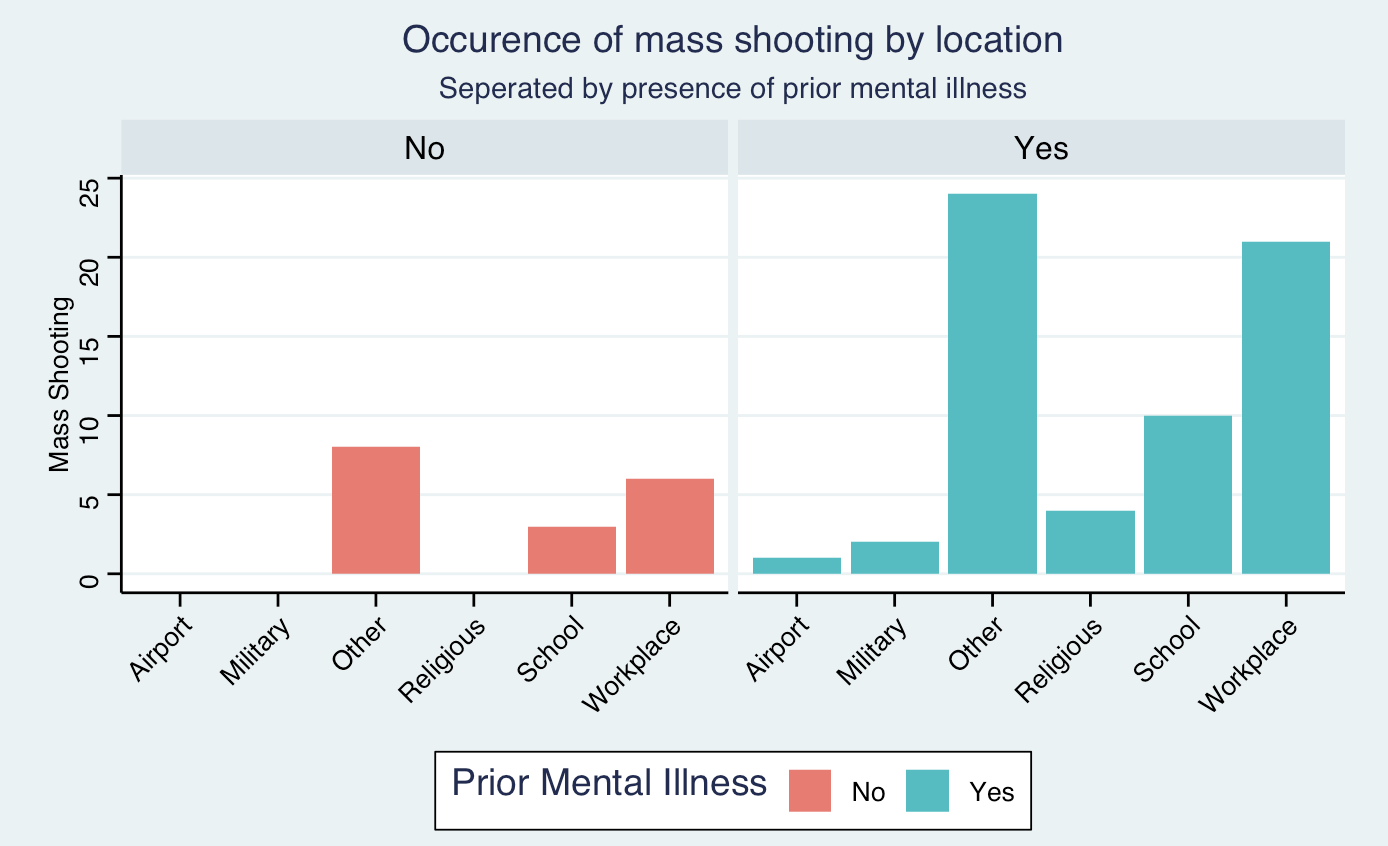 Occurence of mass shooting by location
Seperated by presence of prior mental illness
No
Yes
Mass Shooting
25
20
15
10
5
0
Airport
Military
Other
Religious
School
Workplace
Airport
Military
Other
Religious
School
Workplace
Prior Mental Illness No Yes